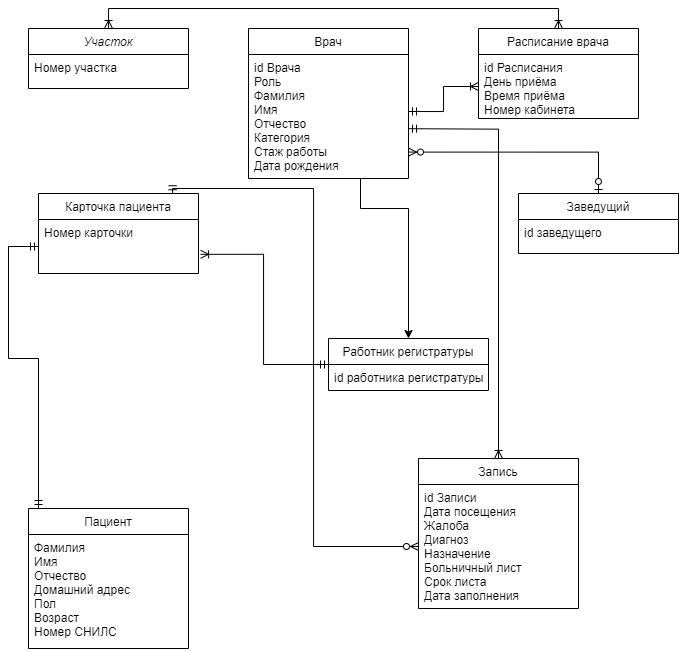 Участок
Номер участка
Врач
id Врача
Роль
Фамилия
Имя
Отчество
Категория
Стаж работы
Дата рождения
Расписание врача
id Расписания
День приёма
Время приёма
Номер кабинета
Карточка пациента
Номер карточки
Заведущий
id заведущего
Работник регистратуры
id работника регистратуры
Запись
id Записи
Дата посещения
Жалоба
Диагноз
Назначение
Больничный лист
Срок листа
Дата заполнения
Пациент
Фамилия
Имя
Отчество
Домашний адрес
Пол
Возраст
Номер СНИЛС